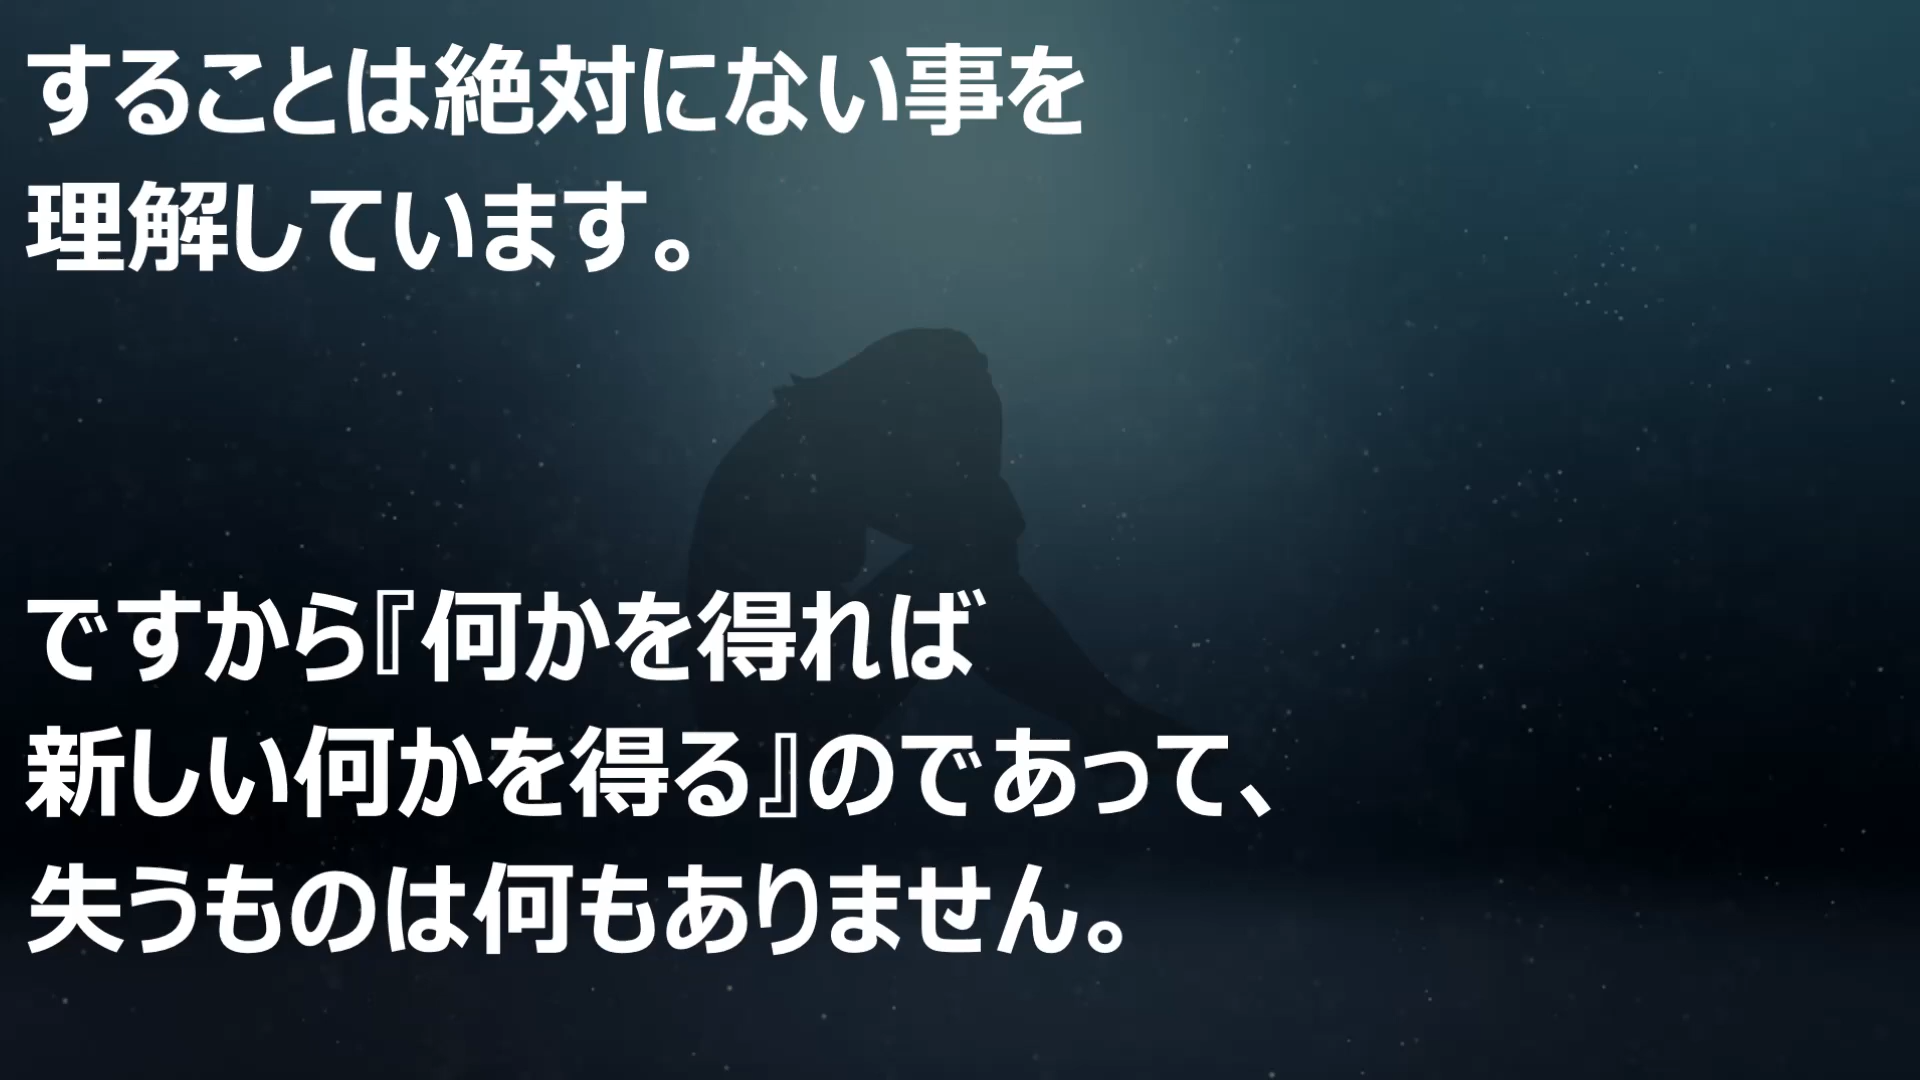 することは絶対にない事を
理解しています。
ですから『何かを得れば
新しい何かを得る』のであって、
失うものは何もありません。